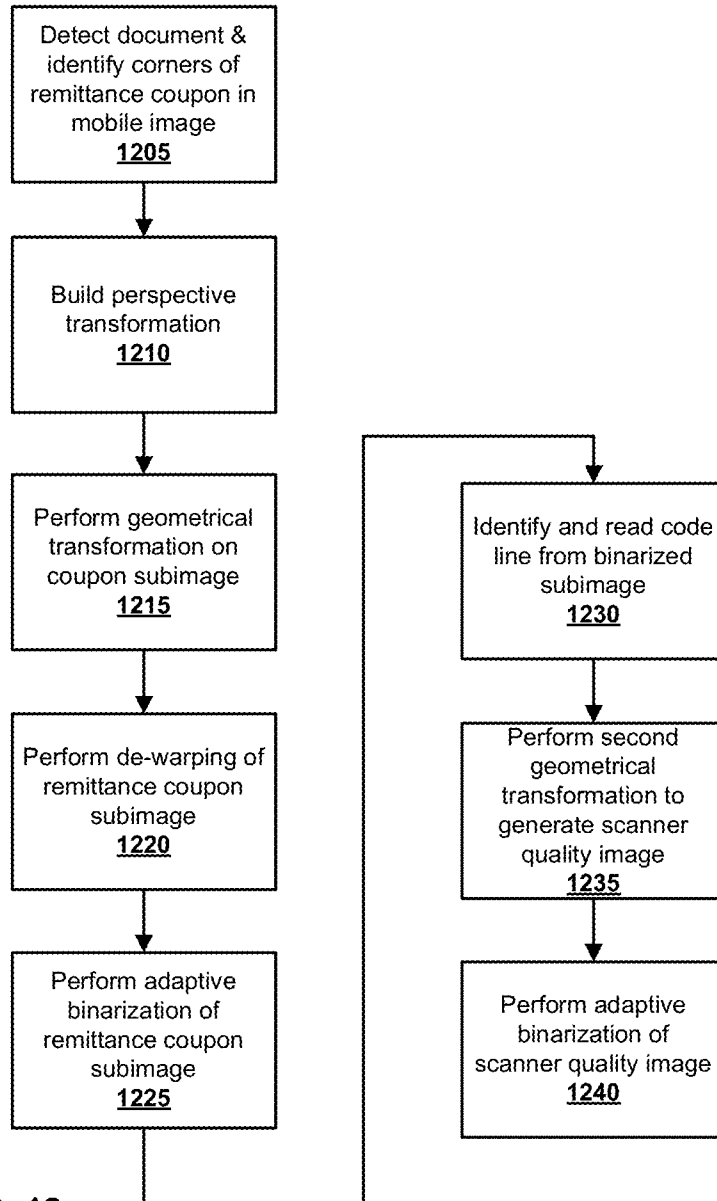 Detect document &
identify corners of
remittance coupon in
mobile image
1205
Build perspective
transformation
1210
Perform geometrical
transformation on
coupon subimage
1215
Perform de-warping of
remittance coupon
subimage
1220
Perform adaptive
binarization of
remittance coupon
subimage
1225
Identify and read code
line from binarized
subimage
1230
Perform second
geometrical
transformation to
generate scanner
quality image
1235
Perform adaptive
binarization of
scanner quality image
1240